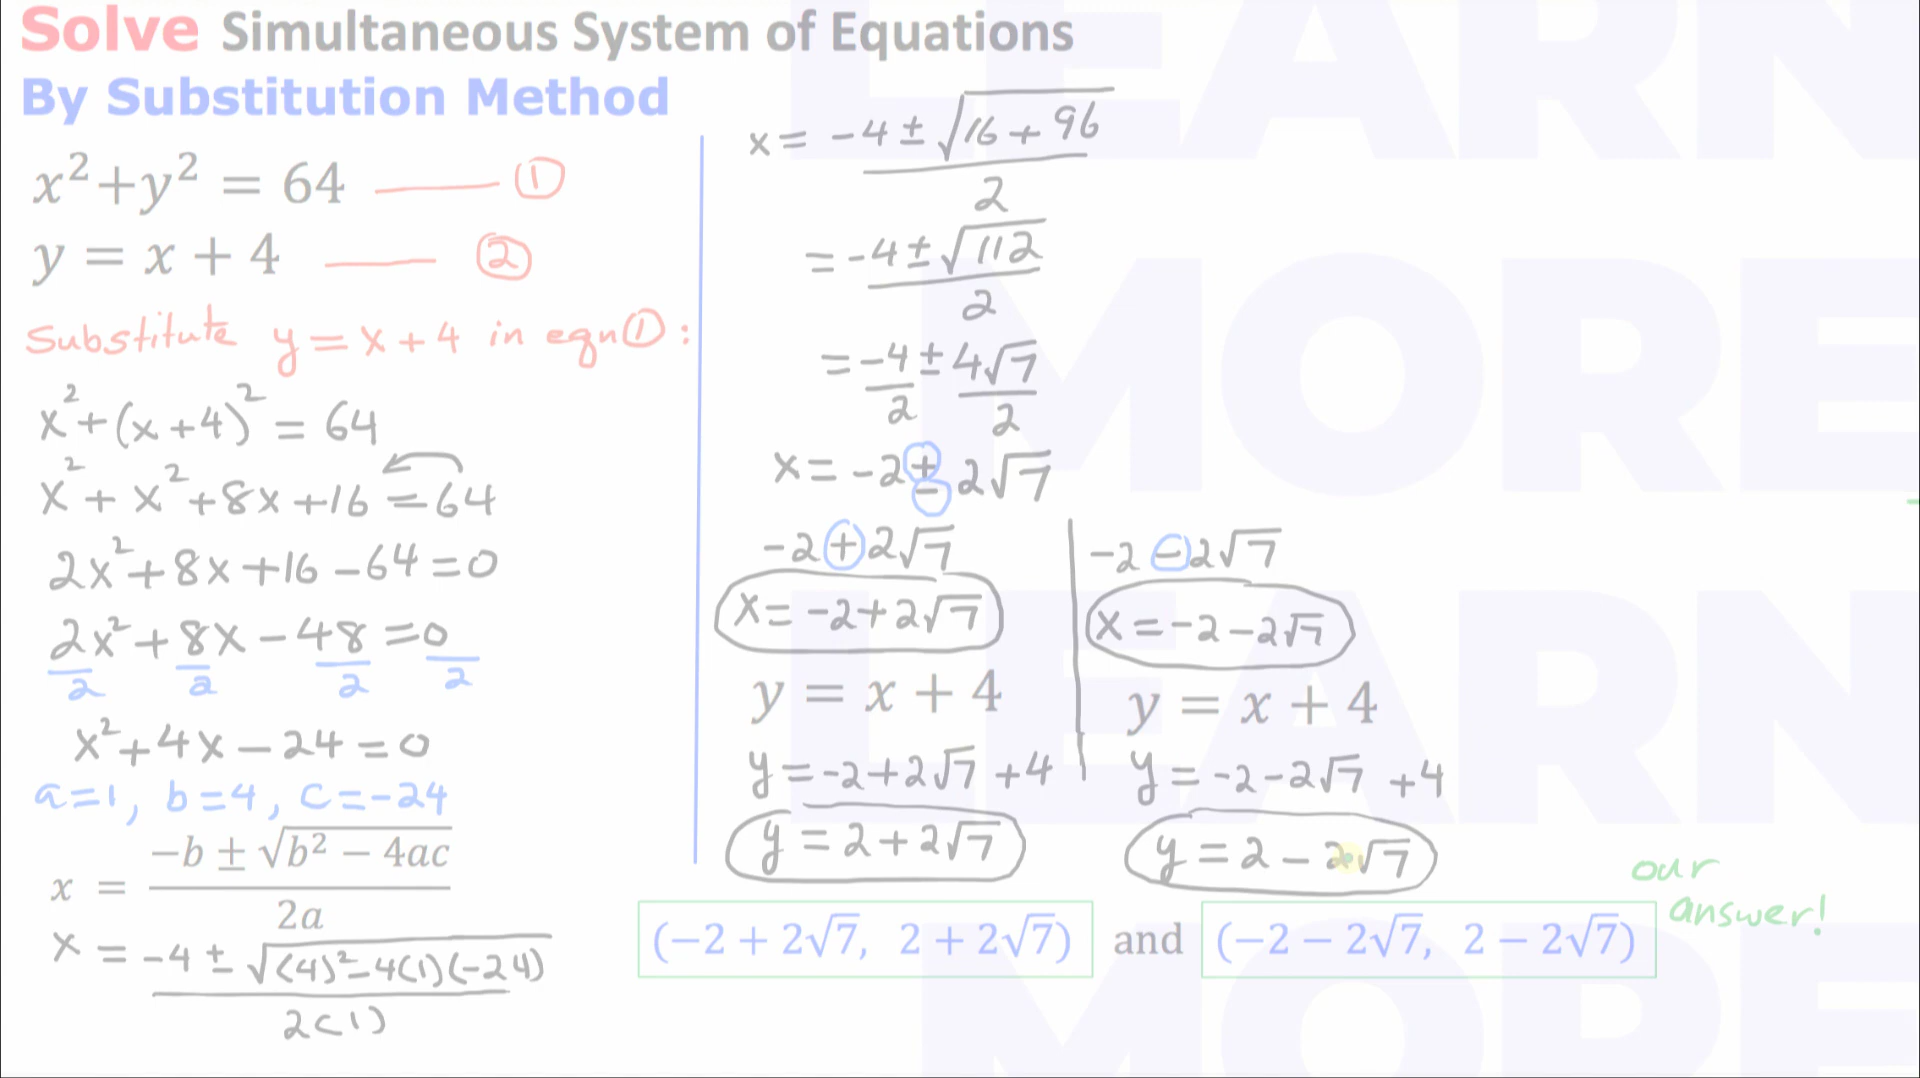 Solve Simultaneous System of Equations
By Substitution Method
x²+y² = 64 —— ①
y = x + 4 —— ②
Substitute y = x + 4 in eqn ① :
x² + (x + 4)² = 64
x² + x² + 8x + 16 = 64
2x² + 8x + 16 - 64 = 0
2x² + 8x - 48 = 0
2 2 2 2
x² + 4x - 24 = 0
a=1, b=4, c=-24
x = (-b ± √(b² - 4ac)) / 2a
x = (-4 ± √((4)² - 4(1)(-24))) / 2(1)
x = (-4 ± √(16 + 96)) / 2
= (-4 ± √112) / 2
= -4/2 ± 4√7/2
x = -2 ± 2√7
-2 + 2√7
x = -2 + 2√7
y = x + 4
y = -2 + 2√7 + 4
y = 2 + 2√7
-2 - 2√7
x = -2 - 2√7
y = x + 4
y = -2 - 2√7 + 4
y = 2 - 2√7
(-2 + 2√7, 2 + 2√7) and (-2 - 2√7, 2 - 2√7)
our
answer!
LEARN
MORE
LEARN
MORE